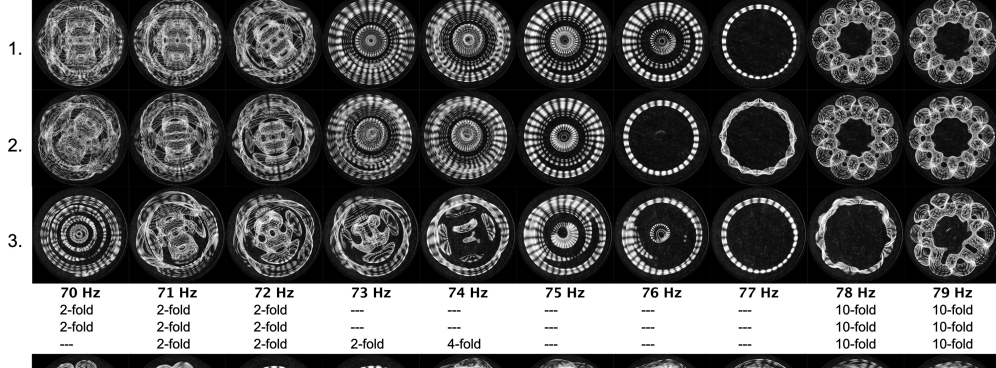 1.
2.
3.
70 Hz 71 Hz 72 Hz 73 Hz 74 Hz 75 Hz 76 Hz 77 Hz 78 Hz 79 Hz
2-fold 2-fold 2-fold --- --- --- --- --- 10-fold 10-fold
2-fold 2-fold 2-fold --- --- --- --- --- 10-fold 10-fold
--- 2-fold 2-fold 2-fold 4-fold --- --- --- 10-fold 10-fold